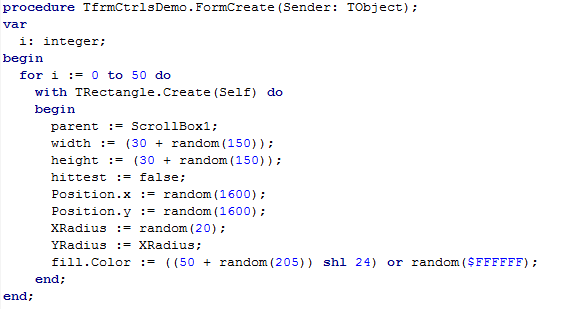 procedure TfrmCtrlsDemo.FormCreate(Sender: TObject);
var
  i: integer;
begin
  for i := 0 to 50 do
    with TRectangle.Create(Self) do
    begin
      parent := ScrollBox1;
      width := (30 + random(150));
      height := (30 + random(150));
      hittest := false;
      Position.x := random(1600);
      Position.y := random(1600);
      XRadius := random(20);
      YRadius := XRadius;
      fill.Color := ((50 + random(205)) shl 24) or random($FFFFFF);
    end;
end;